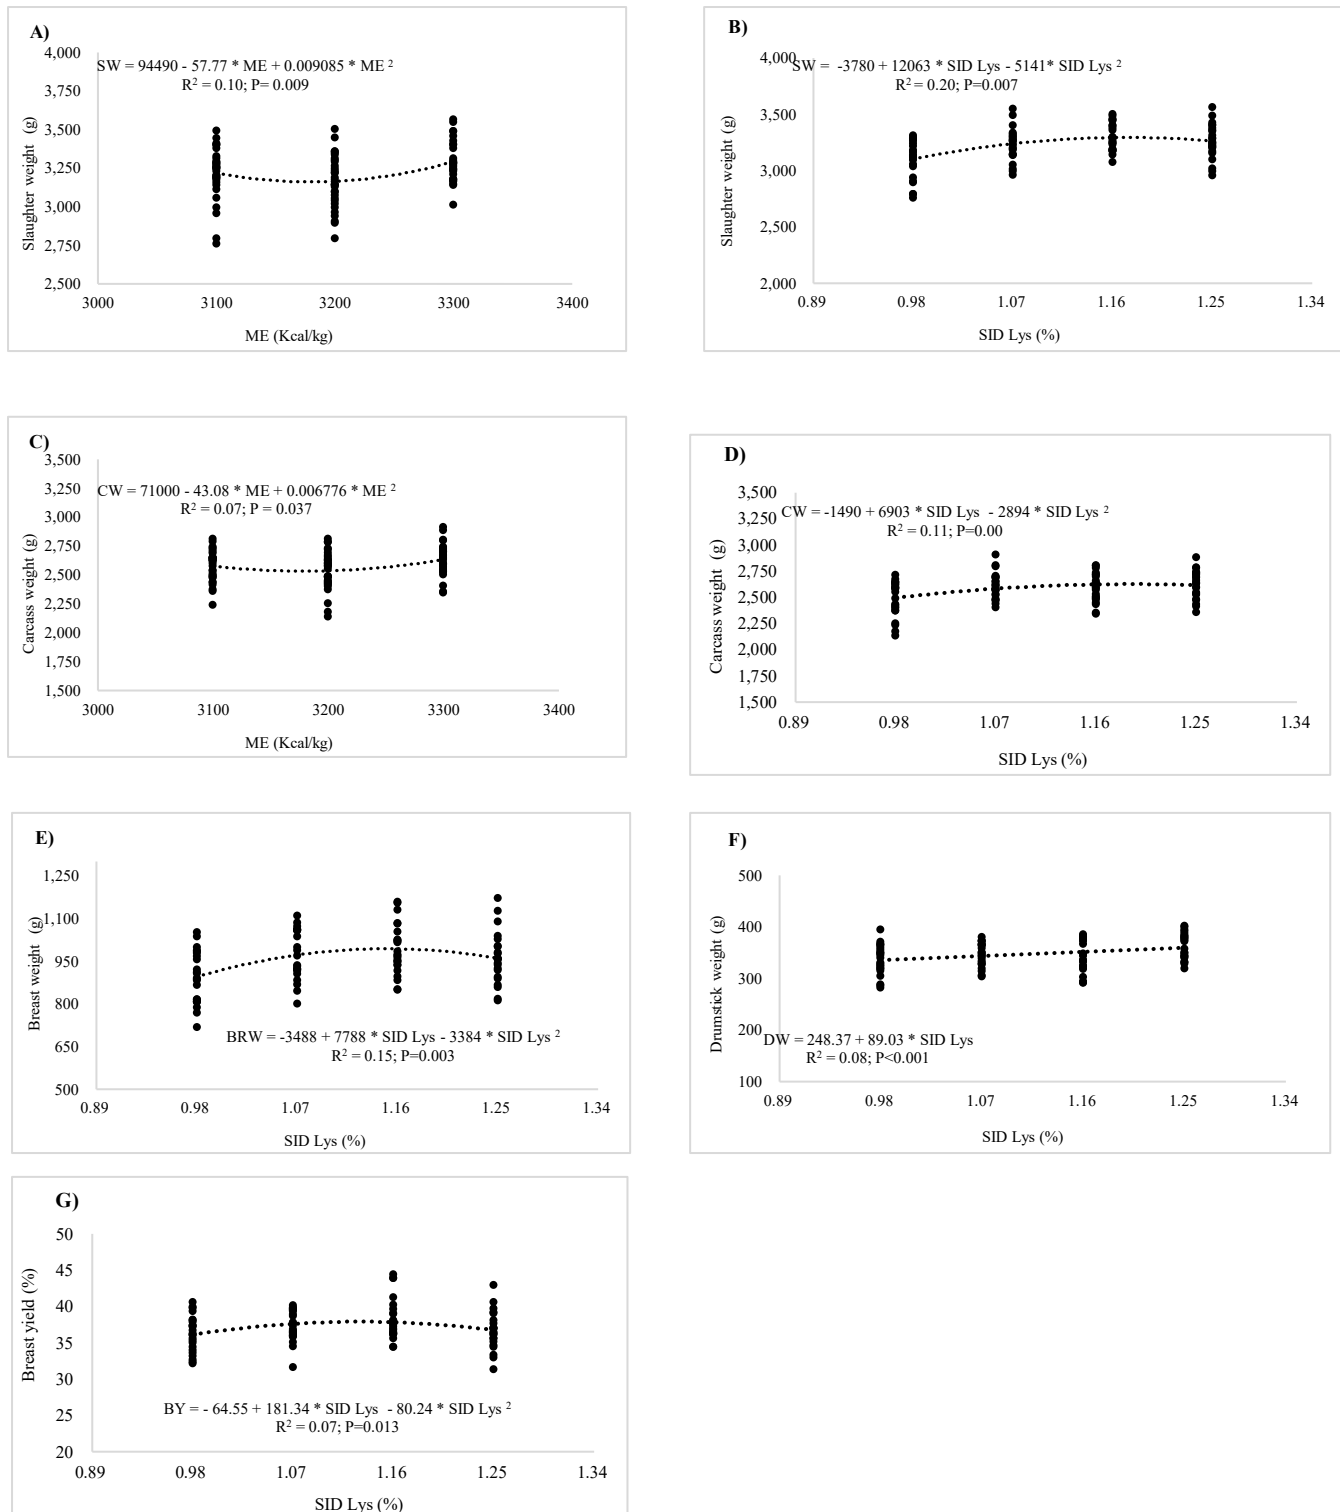 A)
SW = 94490 - 57.77 * ME + 0.009085 * ME ²
R² = 0.10; P= 0.009
4,000
3,750
3,500
3,250
3,000
2,750
2,500
Slaughter weight (g)
3000 3100 3200 3300 3400
ME (Kcal/kg)
B)
SW = -3780 + 12063 * SID Lys - 5141* SID Lys ²
R² = 0.20; P=0.007
4,000
3,500
3,000
2,500
2,000
Slaughter weight (g)
0.89 0.98 1.07 1.16 1.25 1.34
SID Lys (%)
C)
CW = 71000 - 43.08 * ME + 0.006776 * ME ²
R² = 0.07; P = 0.037
3,500
3,250
3,000
2,750
2,500
2,250
2,000
1,750
1,500
Carcass weight (g)
3000 3100 3200 3300 3400
ME (Kcal/kg)
D)
CW = -1490 + 6903 * SID Lys - 2894 * SID Lys ²
R² = 0.11; P=0.00
3,500
3,250
3,000
2,750
2,500
2,250
2,000
1,750
1,500
Carcass weight (g)
0.89 0.98 1.07 1.16 1.25 1.34
SID Lys (%)
E)
1,250
1,100
950
800
650
500
Breast weight (g)
BRW = -3488 + 7788 * SID Lys - 3384 * SID Lys ²
R² = 0.15; P=0.003
0.89 0.98 1.07 1.16 1.25 1.34
SID Lys (%)
F)
500
400
300
200
100
Drumstick weight (g)
DW = 248.37 + 89.03 * SID Lys
R² = 0.08; P<0.001
0.89 0.98 1.07 1.16 1.25 1.34
SID Lys (%)
G)
50
45
40
35
30
25
20
Breast yield (%)
BY = - 64.55 + 181.34 * SID Lys - 80.24 * SID Lys ²
R² = 0.07; P=0.013
0.89 0.98 1.07 1.16 1.25 1.34
SID Lys (%)